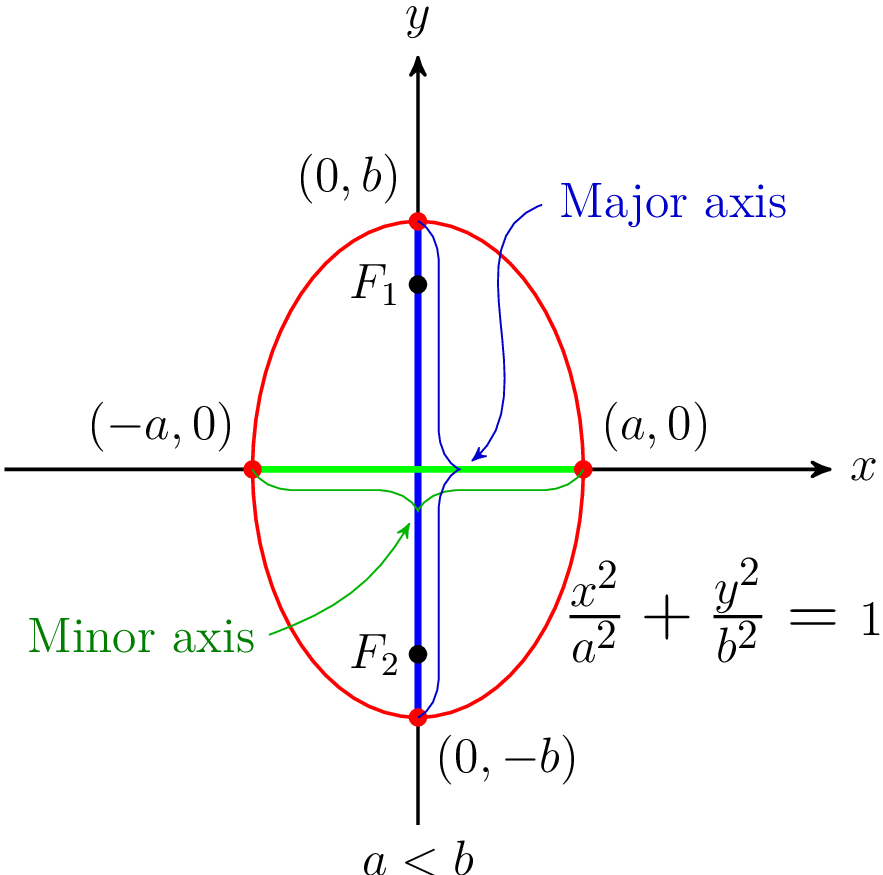 y
(0, b)
Major axis
F₁
(−a, 0)
(a, 0)
x
x²/a² + y²/b² = 1
Minor axis
F₂
(0, −b)
a < b